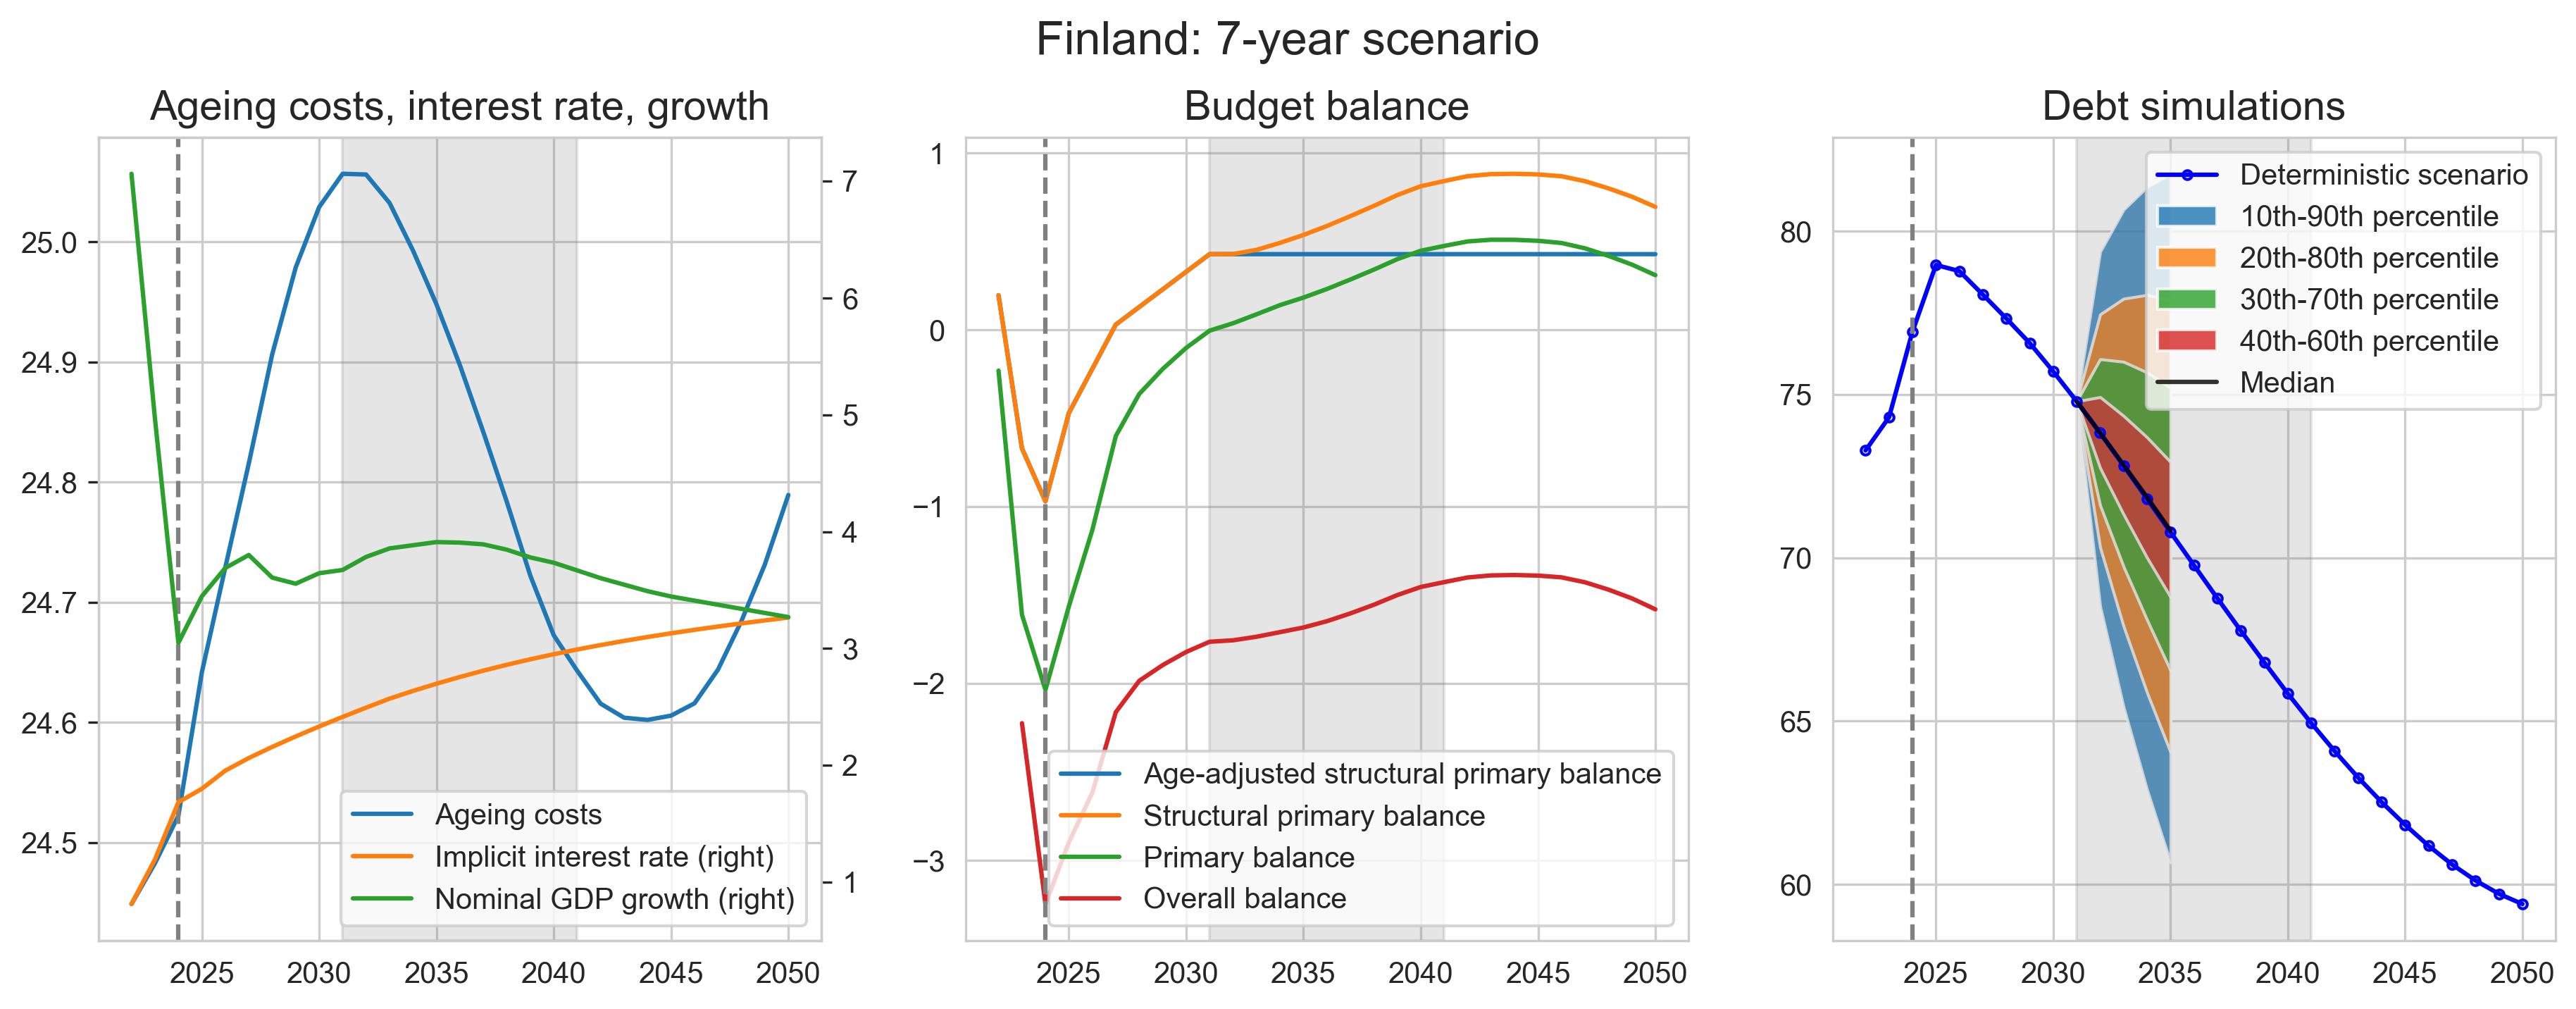 Finland: 7-year scenario
Ageing costs, interest rate, growth
25.0
24.9
24.8
24.7
24.6
24.5
7
6
5
4
3
2
1
Ageing costs
Implicit interest rate (right)
Nominal GDP growth (right)
2025 2030 2035 2040 2045 2050
Budget balance
1
0
−1
−2
−3
Age-adjusted structural primary balance
Structural primary balance
Primary balance
Overall balance
2025 2030 2035 2040 2045 2050
Debt simulations
80
75
70
65
60
Deterministic scenario
10th-90th percentile
20th-80th percentile
30th-70th percentile
40th-60th percentile
Median
2025 2030 2035 2040 2045 2050